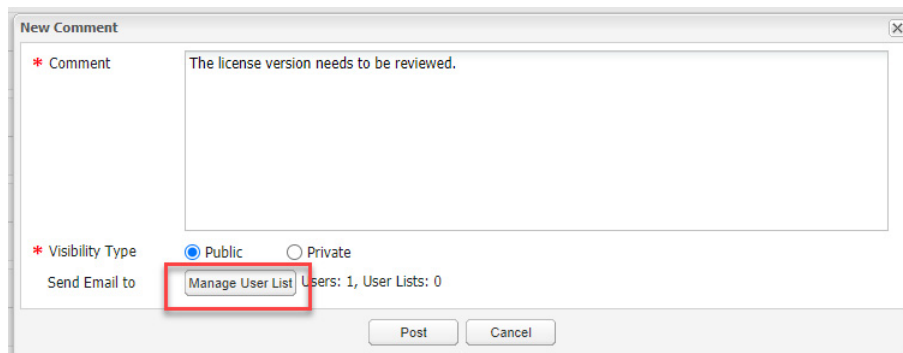 New Comment
* Comment
The license version needs to be reviewed.
* Visibility Type Public Private
Send Email to Manage User List Users: 1, User Lists: 0
Post Cancel